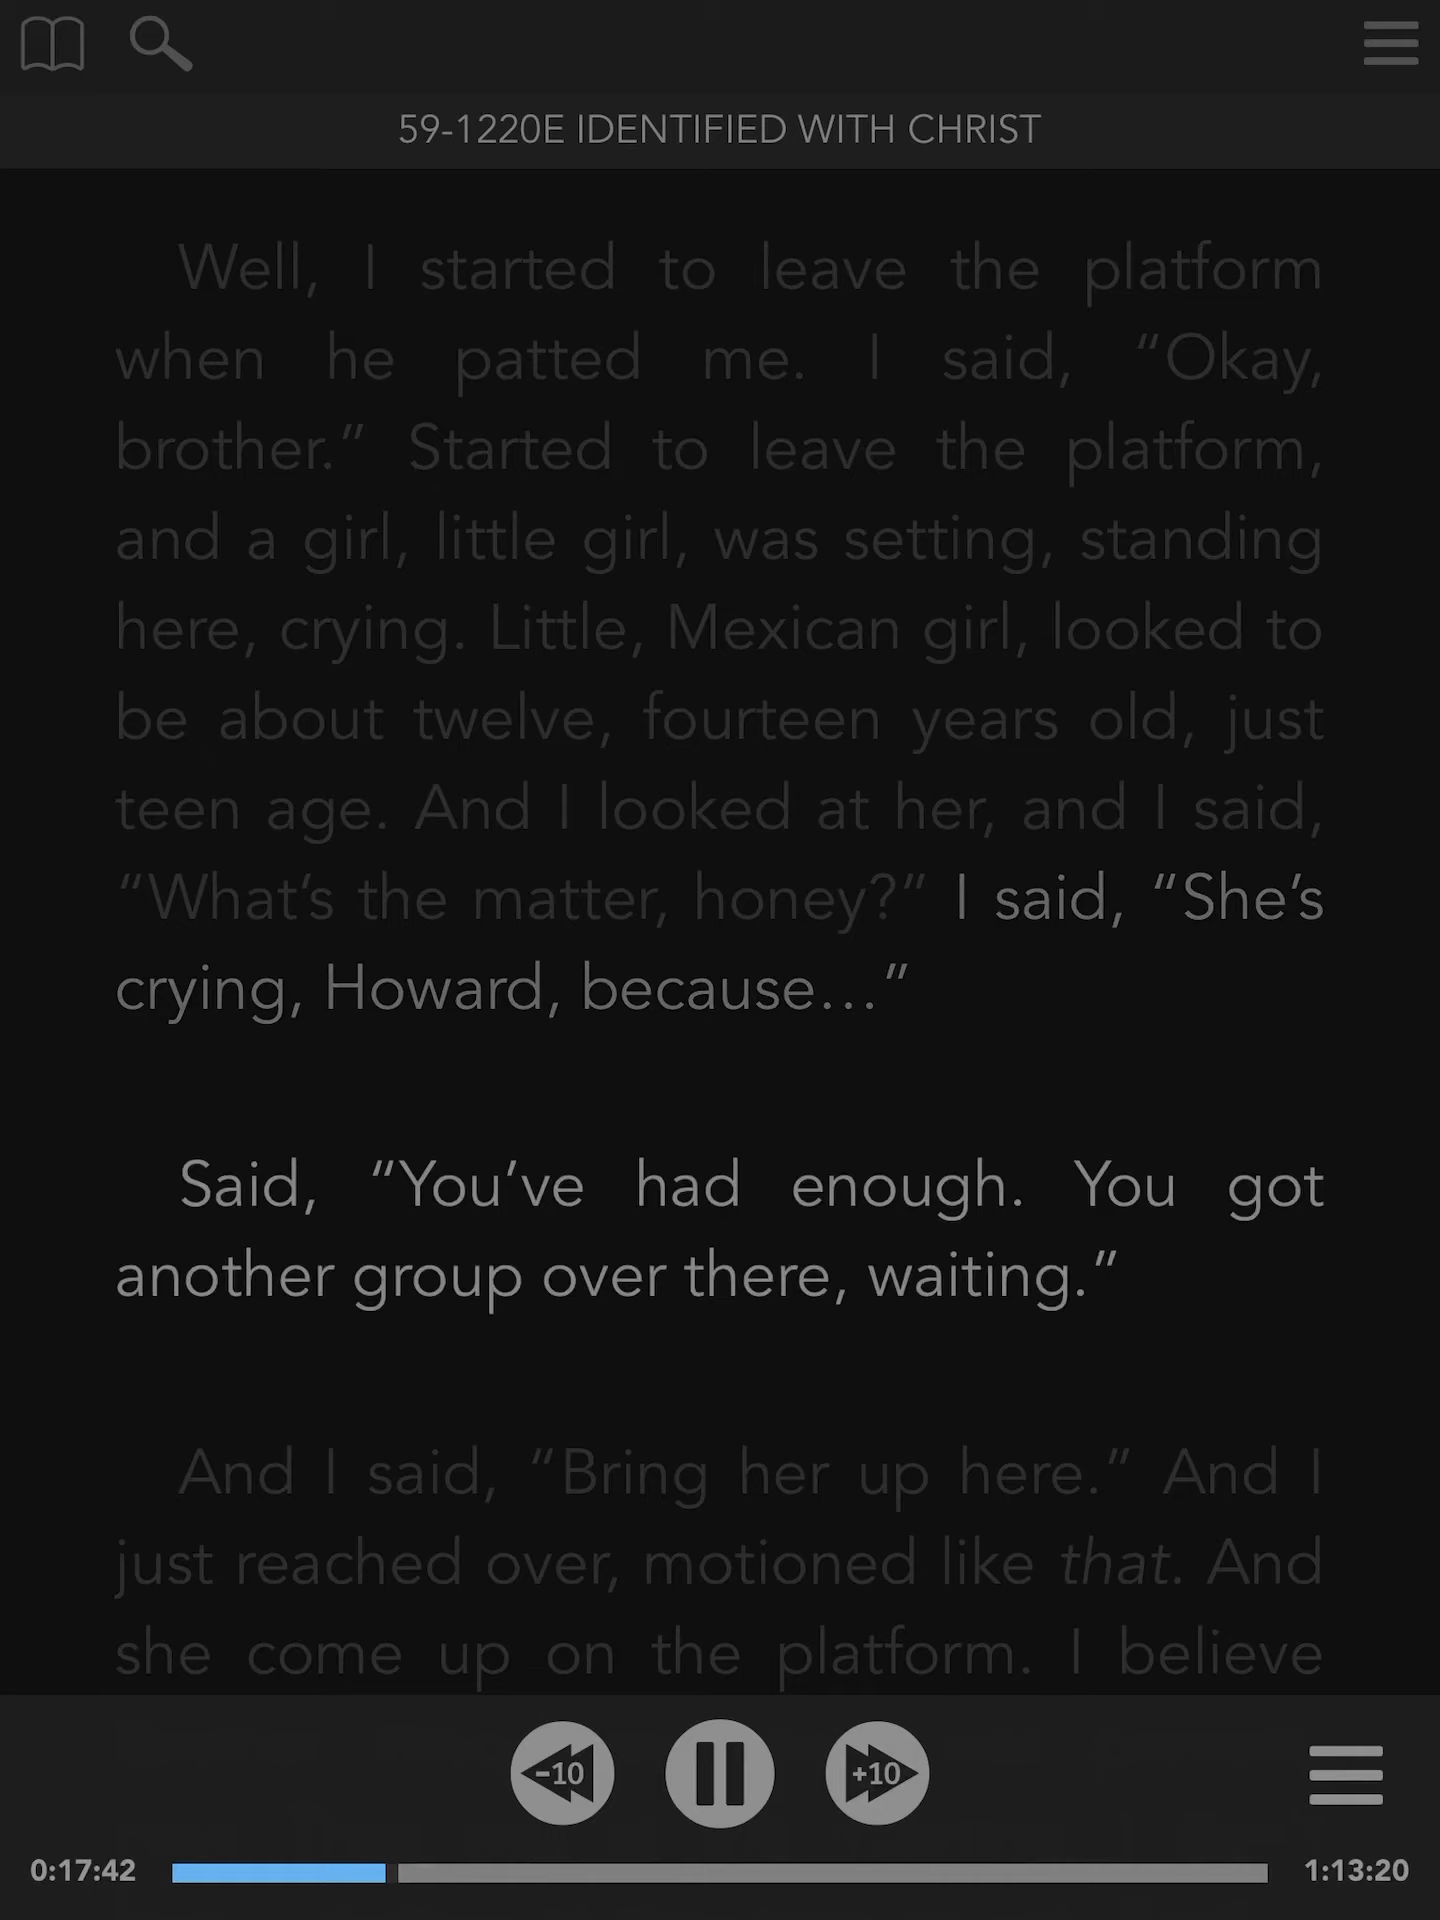 59-1220E IDENTIFIED WITH CHRIST
Well, I started to leave the platform
when he patted me. I said, “Okay,
brother.” Started to leave the platform,
and a girl, little girl, was setting, standing
here, crying. Little, Mexican girl, looked to
be about twelve, fourteen years old, just
teen age. And I looked at her, and I said,
“What’s the matter, honey?” I said, “She’s
crying, Howard, because…”
Said, “You’ve had enough. You got
another group over there, waiting.”
And I said, “Bring her up here.” And I
just reached over, motioned like that. And
she come up on the platform. I believe
-10 +10
0:17:42 1:13:20